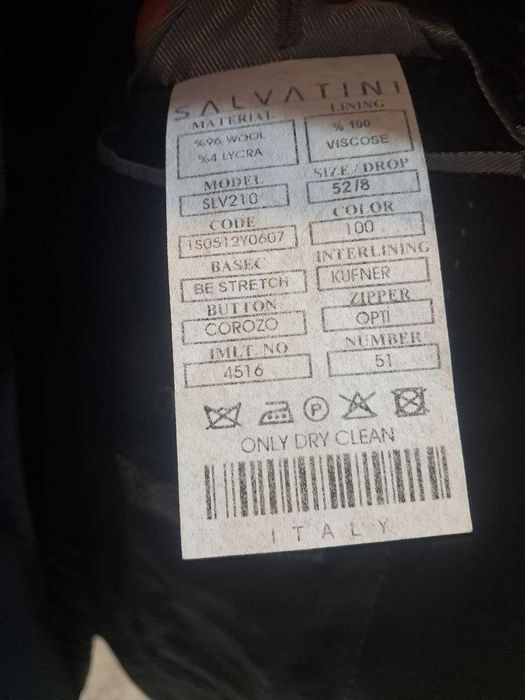 SALVATINI
MATERIAL LINING
%96 WOOL % 100
%4 LYCRA VISCOSE
MODEL SIZE / DROP
SLV210 52/8
CODE COLOR
1S0512Y0607 100
BASEC INTERLINING
BE STRETCH KUFNER
BUTTON ZIPPER
COROZO OPTİ
IMLT. NO NUMBER
4516 51
P
ONLY DRY CLEAN
ITALY